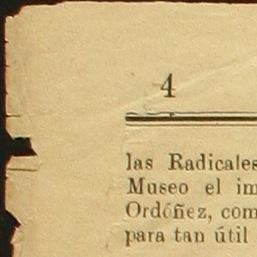 4
las Radicales
Museo el im
Ordóñez, com
para tan útil